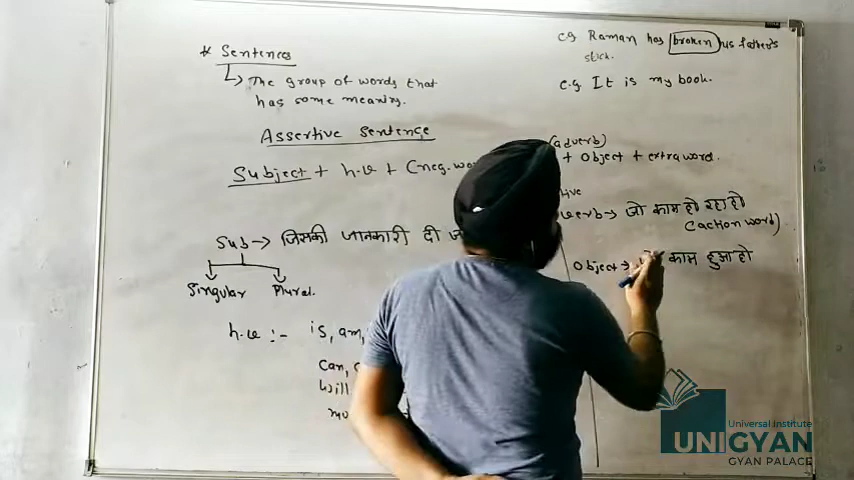 * Sentences
↳ The group of words that
has some meaning.
Assertive Sentence
Subject + h.v + (neg. wo
Sub → जिसकी जानकारी दी
Singular Plural.
h.v :- is, am,
Can,
Will
e.g Raman has broken his father's
stick.
e.g It is my book.
(adverb)
+ Object + extra word.
verb → जो काम हो रहा हो
(action word)
Object → काम हुआ हो
Universal Institute
UNIGYAN
GYAN PALACE